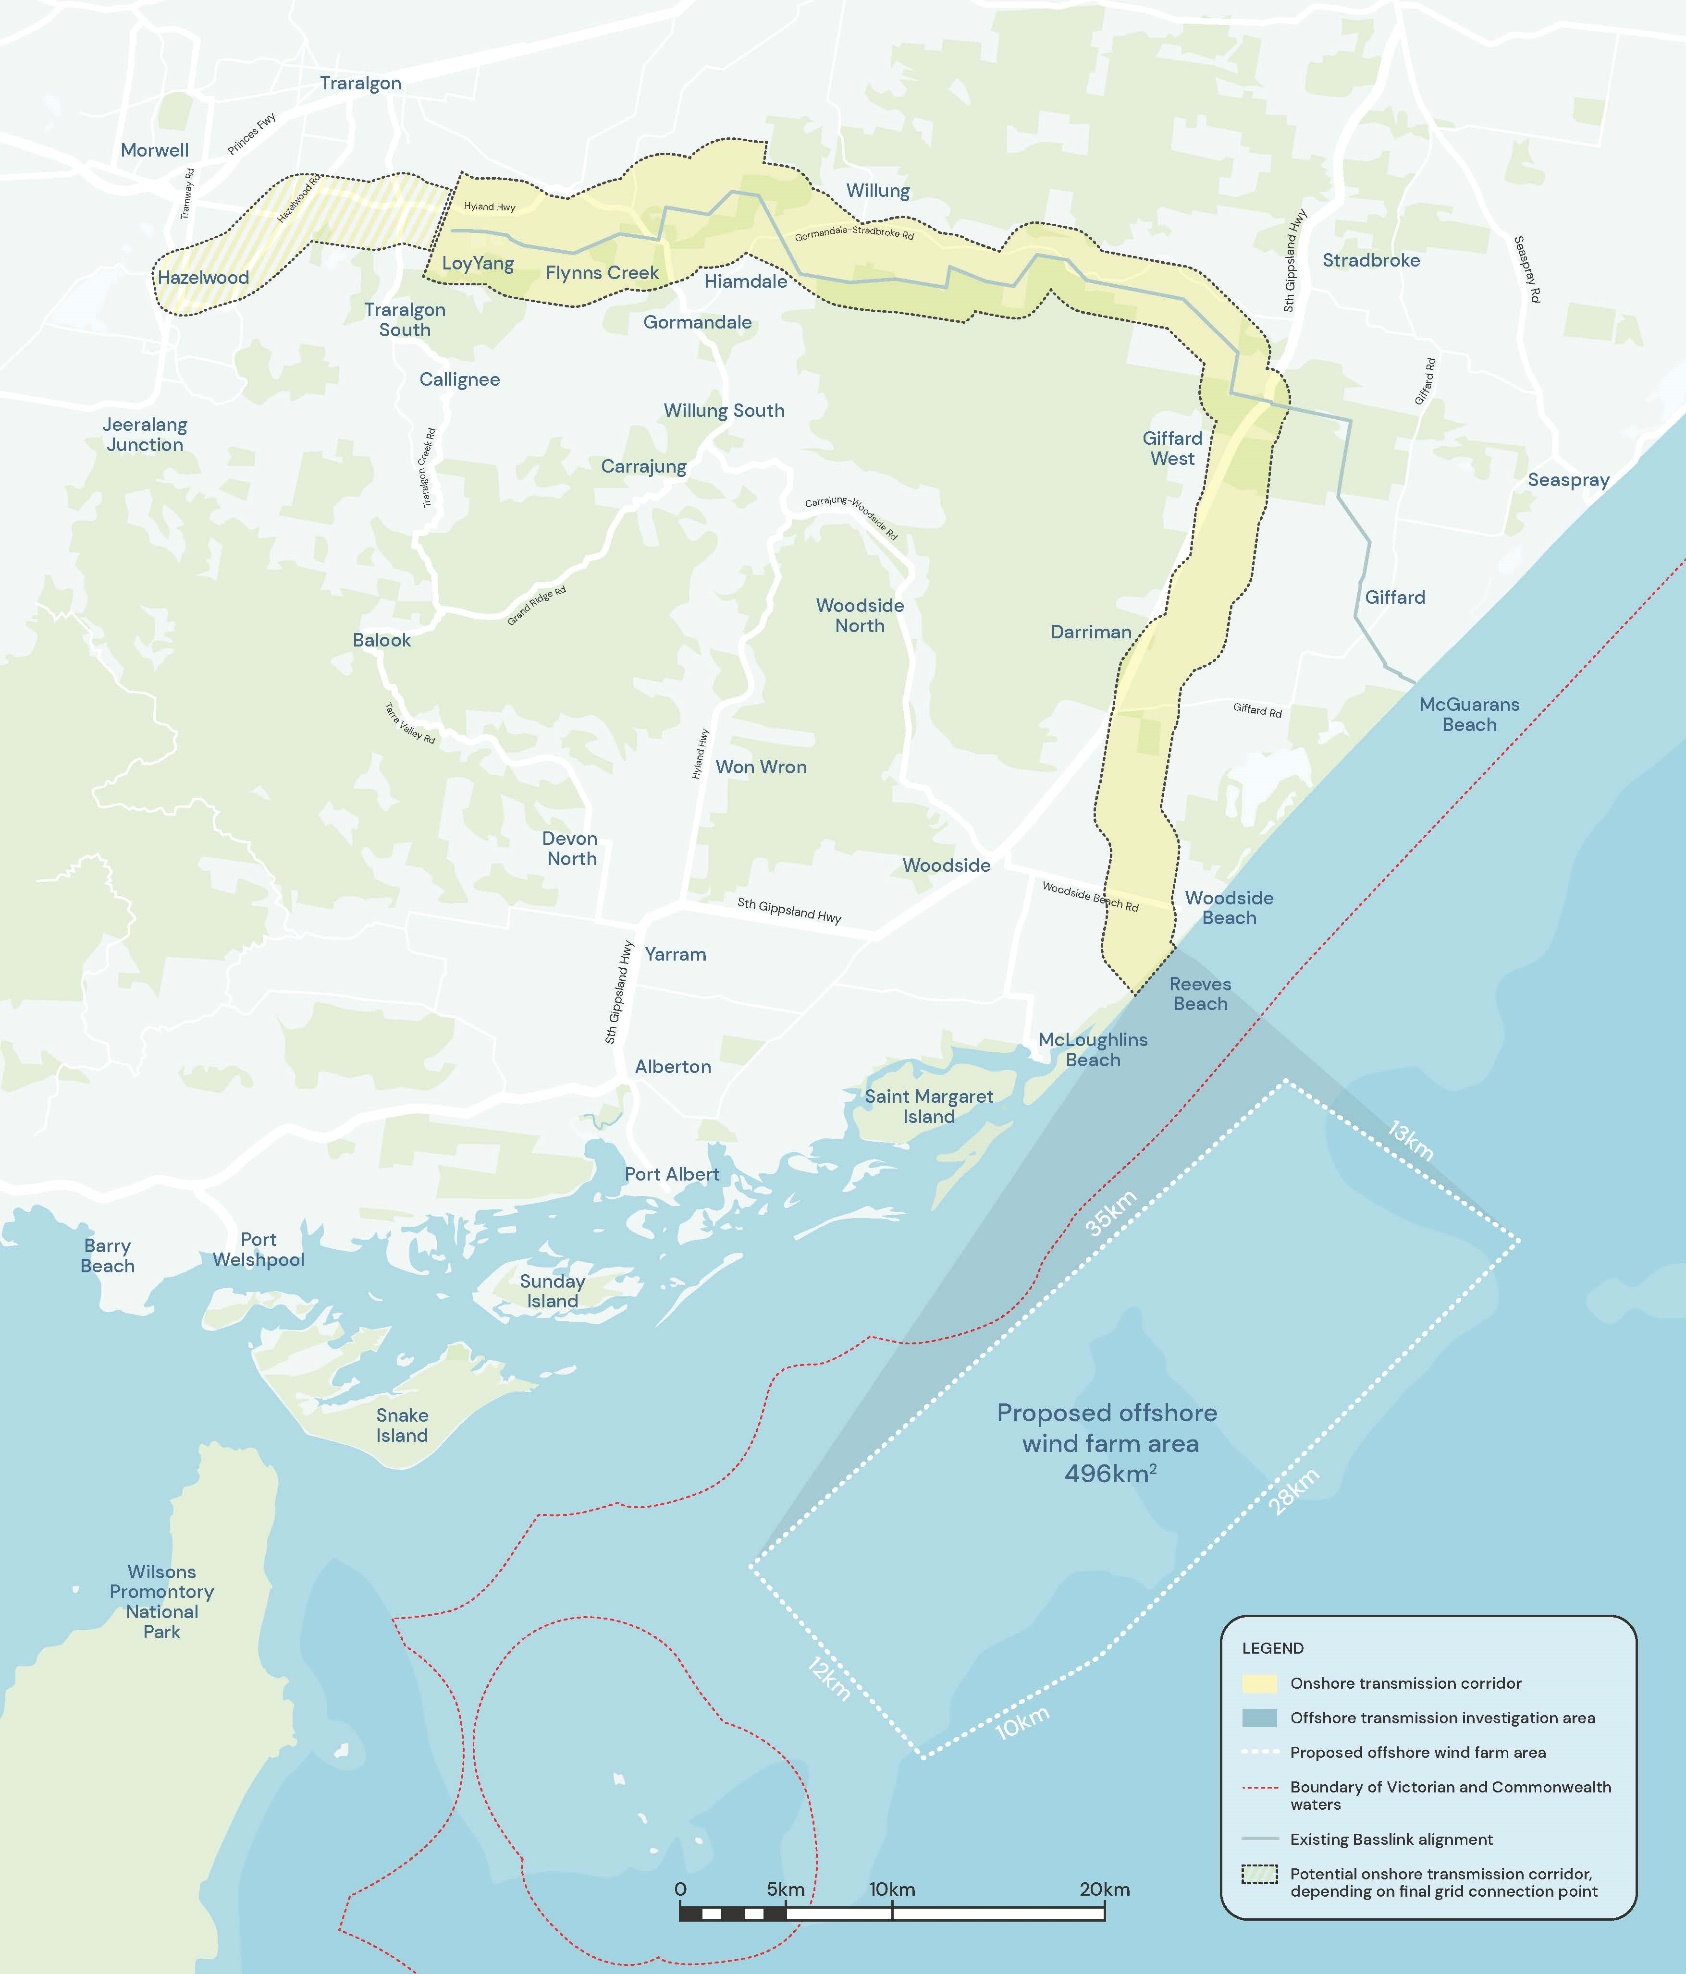 Traralgon
Princes Fwy
Morwell
Tramway Rd
Hazelwood Rd
Hyland Hwy
Willung
Gormandale-Stradbroke Rd
Sth Gippsland Hwy
Stradbroke
Seaspray Rd
Hazelwood
LoyYang
Flynns Creek
Hiamdale
Traralgon
South
Gormandale
Callignee
Giffard Rd
Willung South
Jeeralang
Junction
Giffard
West
Carrajung
Traralgon Creek Rd
Seaspray
Carrajung-Woodside Rd
Grand Ridge Rd
Woodside
North
Giffard
Balook
Darriman
Tarra Valley Rd
Giffard Rd
McGuarans
Beach
Hyland Hwy
Won Wron
Devon
North
Woodside
Woodside Beach Rd
Woodside
Beach
Sth Gippsland Hwy
Yarram
Sth Gippsland Hwy
Reeves
Beach
McLoughlins
Beach
Alberton
Saint Margaret
Island
Port Albert
13km
35km
Barry
Beach
Port
Welshpool
Sunday
Island
Snake
Island
Proposed offshore
wind farm area
496km²
28km
Wilsons
Promontory
National
Park
12km
10km
LEGEND
Onshore transmission corridor
Offshore transmission investigation area
Proposed offshore wind farm area
Boundary of Victorian and Commonwealth
waters
Existing Basslink alignment
Potential onshore transmission corridor,
depending on final grid connection point
0 5km 10km 20km